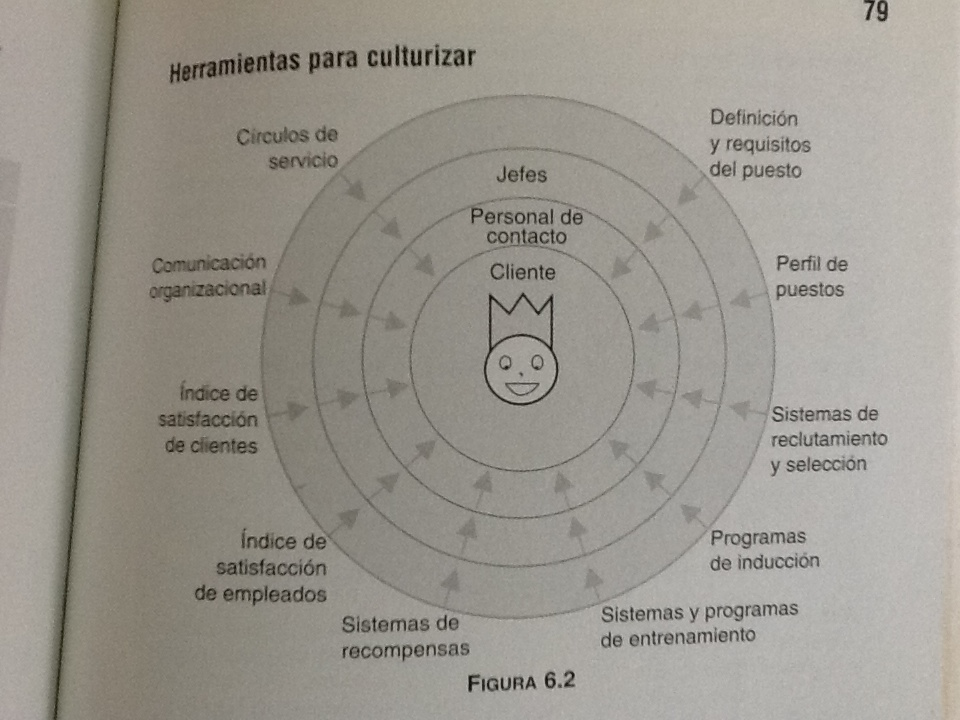 79
Herramientas para culturizar
Círculos de
servicio
Definición
y requisitos
del puesto
Jefes
Personal de
contacto
Cliente
Comunicación
organizacional
Perfil de
puestos
Índice de
satisfacción
de clientes
Sistemas de
reclutamiento
y selección
Índice de
satisfacción
de empleados
Programas
de inducción
Sistemas de
recompensas
Sistemas y programas
de entrenamiento
FIGURA 6.2